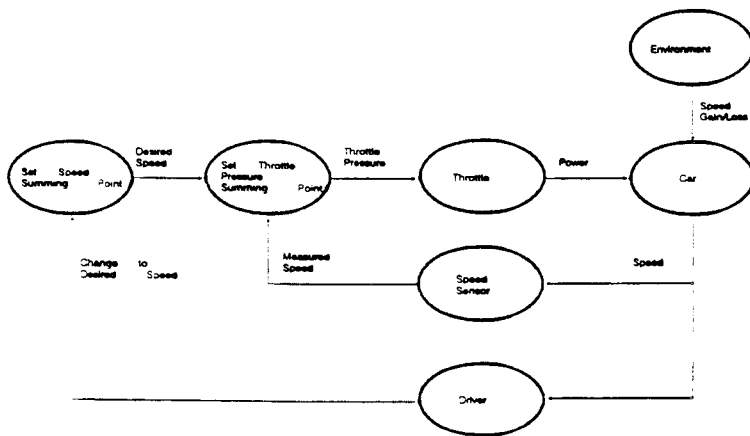 Environment
Speed
Gain/Loss
Desired
Speed
Throttle
Pressure
Power
Set Speed
Summing Point
Set Throttle
Pressure
Summing Point
Throttle
Car
Change to
Desired Speed
Measured
Speed
Speed
Sensor
Speed
Driver